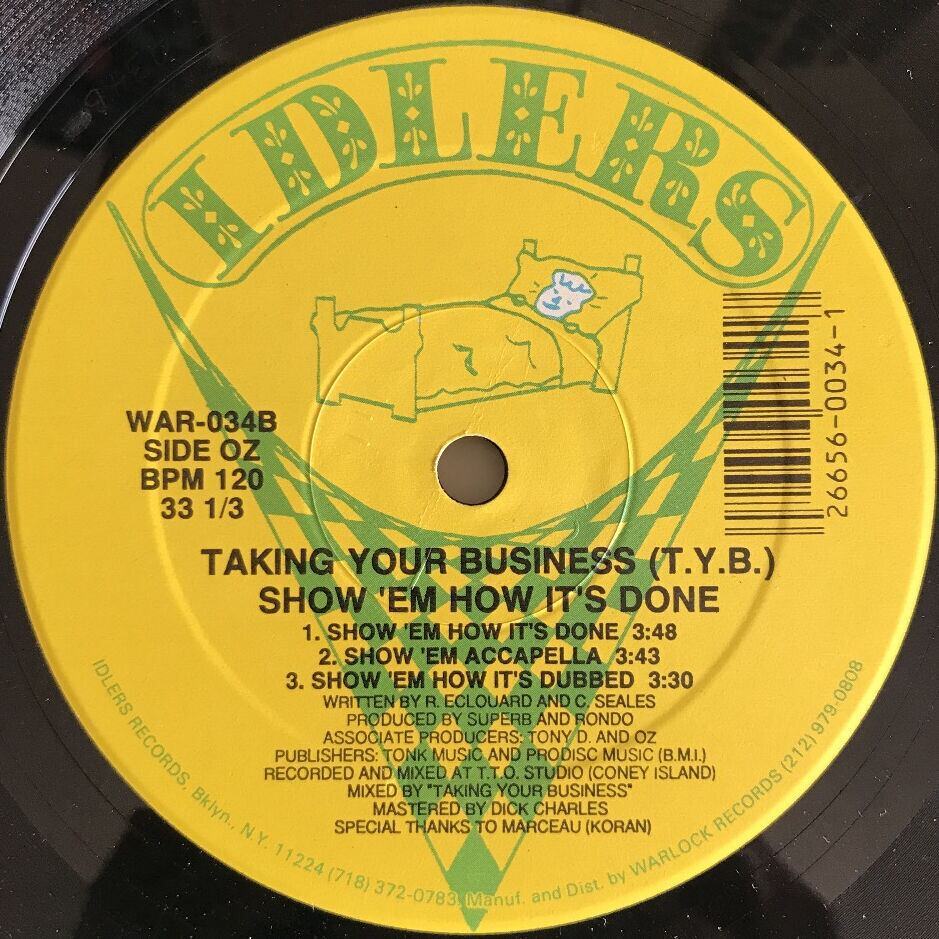 IDLERS
WAR-034B
SIDE OZ
BPM 120
33 1/3
26656-0034-1
TAKING YOUR BUSINESS (T.Y.B.)
SHOW 'EM HOW IT'S DONE
1. SHOW 'EM HOW IT'S DONE 3:48
2. SHOW 'EM ACCAPELLA 3:43
3. SHOW 'EM HOW IT'S DUBBED 3:30
WRITTEN BY R. ECLOUARD AND C. SEALES
PRODUCED BY SUPERB AND RONDO
ASSOCIATE PRODUCERS: TONY D. AND OZ
PUBLISHERS: TONK MUSIC AND PRODISC MUSIC (B.M.I.)
RECORDED AND MIXED AT T.T.O. STUDIO (CONEY ISLAND)
MIXED BY "TAKING YOUR BUSINESS"
MASTERED BY DICK CHARLES
SPECIAL THANKS TO MARCEAU (KORAN)
IDLERS RECORDS, Bklyn., N.Y. 11224 (718) 372-0783, Manuf. and Dist. by WARLOCK RECORDS (212) 979-0808